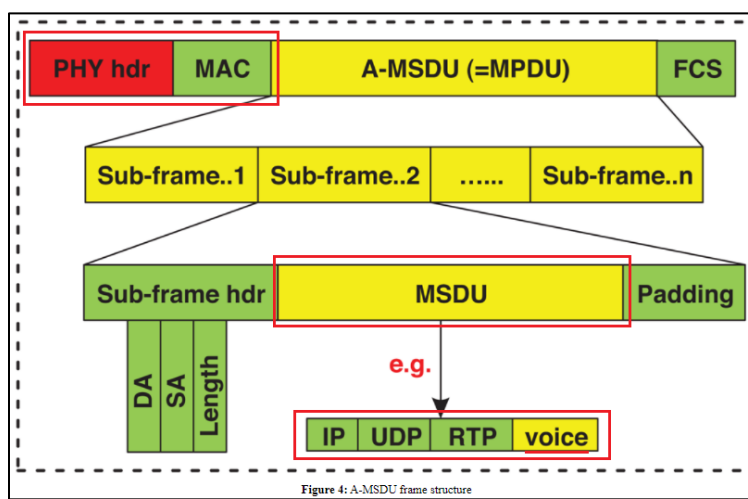 PHY hdr MAC A-MSDU (=MPDU) FCS
Sub-frame..1 Sub-frame..2 ...... Sub-frame..n
Sub-frame hdr MSDU Padding
DA SA Length
e.g.
IP UDP RTP voice
Figure 4: A-MSDU frame structure